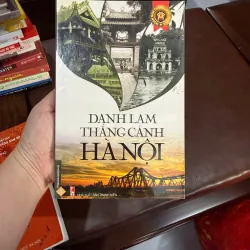 DANH LAM
THẮNG CẢNH
HÀ NỘI